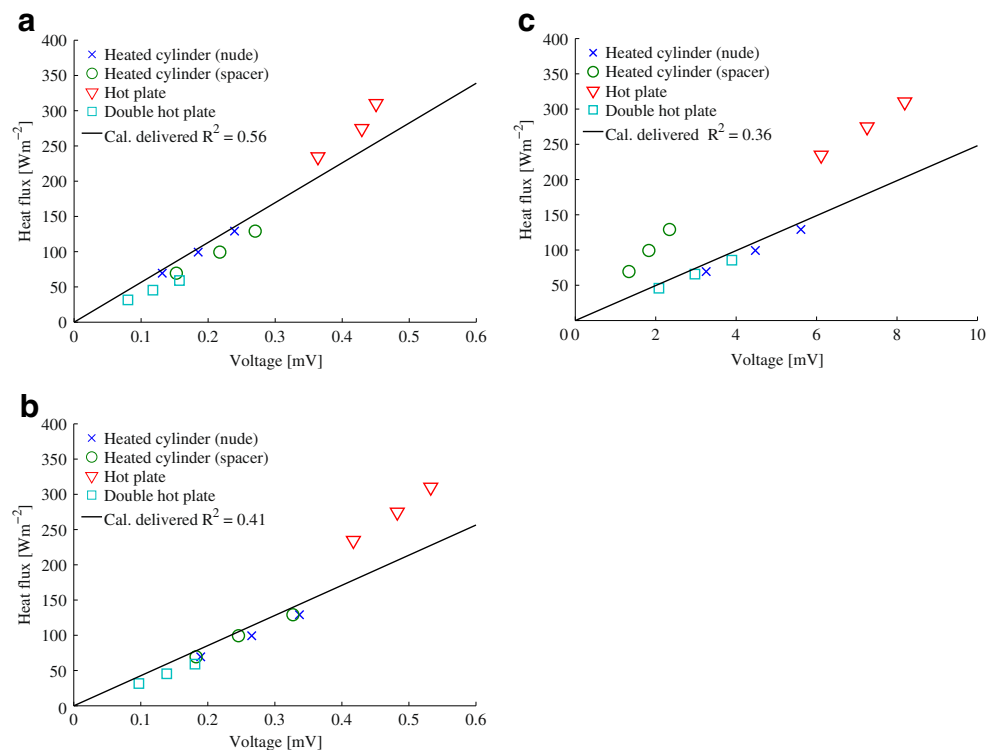 a
400
350
300
250
200
150
100
50
0
Heat flux [Wm⁻²]
Heated cylinder (nude)
Heated cylinder (spacer)
Hot plate
Double hot plate
Cal. delivered R² = 0.56
0 0.1 0.2 0.3 0.4 0.5 0.6
Voltage [mV]
c
400
350
300
250
200
150
100
50
0
Heat flux [Wm⁻²]
Heated cylinder (nude)
Heated cylinder (spacer)
Hot plate
Double hot plate
Cal. delivered R² = 0.36
0 2 4 6 8 10
Voltage [mV]
b
400
350
300
250
200
150
100
50
0
Heat flux [Wm⁻²]
Heated cylinder (nude)
Heated cylinder (spacer)
Hot plate
Double hot plate
Cal. delivered R² = 0.41
0 0.1 0.2 0.3 0.4 0.5 0.6
Voltage [mV]